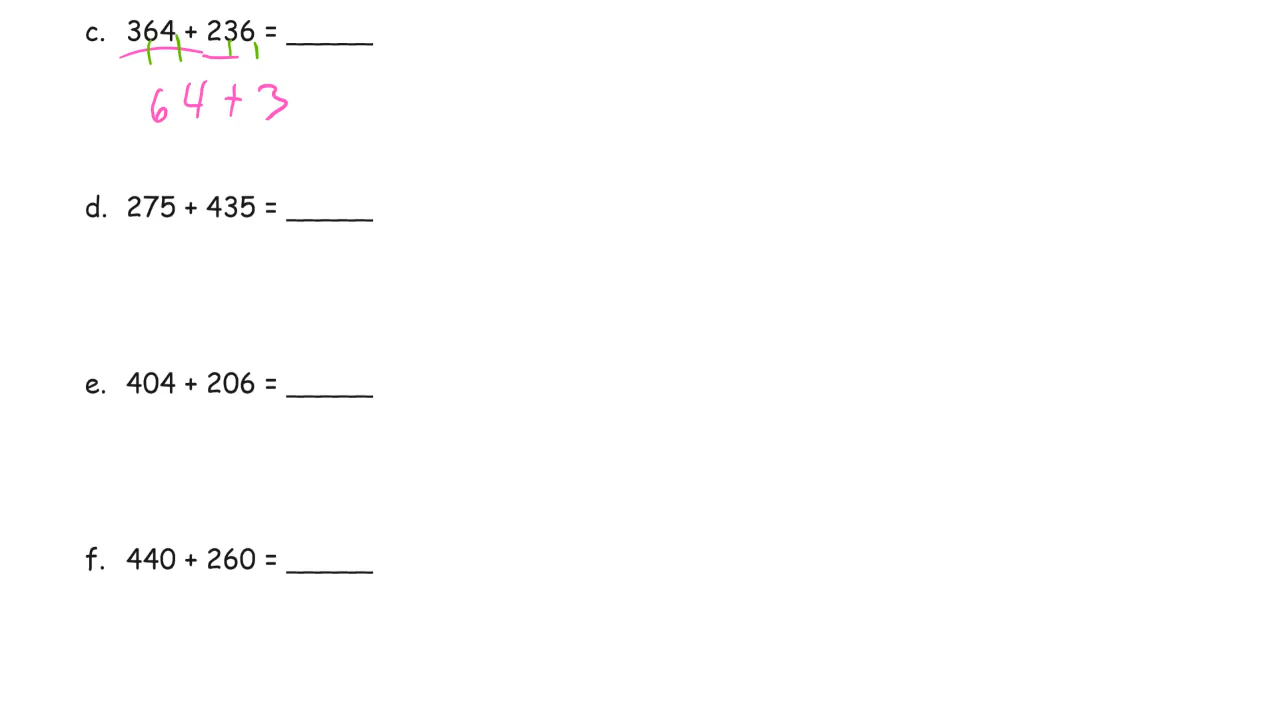 c. 364 + 236 = ______
64 + 3
d. 275 + 435 = ______
e. 404 + 206 = ______
f. 440 + 260 = ______